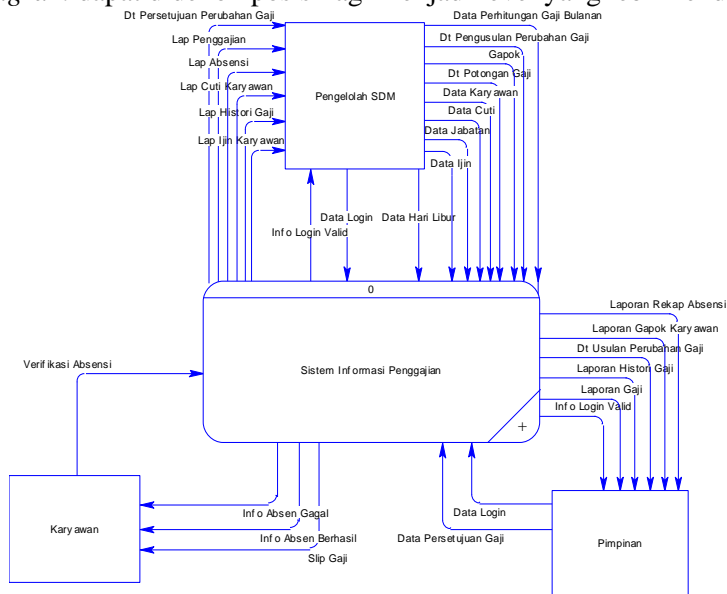 Dt Persetujuan Perubahan Gaji
Data Perhitungan Gaji Bulanan
Lap Penggajian
Dt Pengusulan Perubahan Gaji
Gapok
Lap Absensi
Dt Potongan Gaji
Lap Cuti Karyawan
Pengelolah SDM
Data Karyawan
Lap Histori Gaji
Data Cuti
Lap Ijin Karyawan
Data Jabatan
Data Ijin
Data Login
Data Hari Libur
Info Login Valid
0
Laporan Rekap Absensi
Laporan Gapok Karyawan
Dt Usulan Perubahan Gaji
Verifikasi Absensi
Sistem Informasi Penggajian
Laporan Histori Gaji
Laporan Gaji
Info Login Valid
+
Info Absen Gagal
Data Login
Karyawan
Info Absen Berhasil
Data Persetujuan Gaji
Pimpinan
Slip Gaji